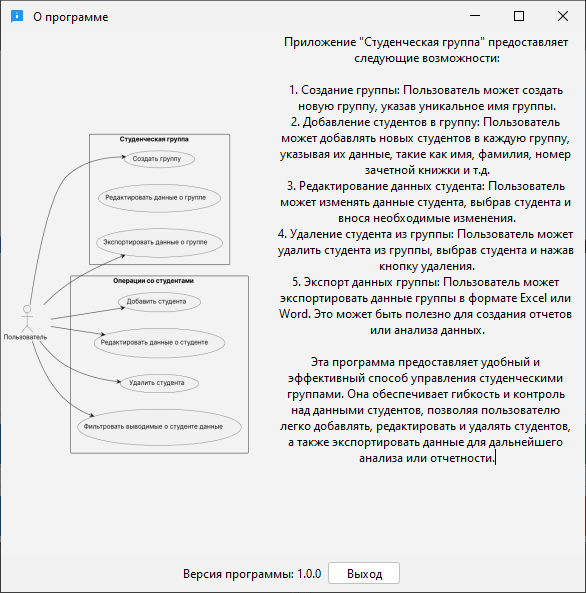 О программе
Студенческая группа
Создать группу
Редактировать данные о группе
Экспортировать данные о группе
Операции со студентами
Добавить студента
Пользователь
Редактировать данные о студенте
Удалить студента
Фильтровать выводимые о студенте данные
Приложение "Студенческая группа" предоставляет
следующие возможности:
1. Создание группы: Пользователь может создать
новую группу, указав уникальное имя группы.
2. Добавление студентов в группу: Пользователь
может добавлять новых студентов в каждую группу,
указывая их данные, такие как имя, фамилия, номер
зачетной книжки и т.д.
3. Редактирование данных студента: Пользователь
может изменять данные студента, выбрав студента и
внося необходимые изменения.
4. Удаление студента из группы: Пользователь может
удалить студента из группы, выбрав студента и нажав
кнопку удаления.
5. Экспорт данных группы: Пользователь может
экспортировать данные группы в формате Excel или
Word. Это может быть полезно для создания отчетов
или анализа данных.
Эта программа предоставляет удобный и
эффективный способ управления студенческими
группами. Она обеспечивает гибкость и контроль
над данными студентов, позволяя пользователю
легко добавлять, редактировать и удалять студентов,
а также экспортировать данные для дальнейшего
анализа или отчетности.
Версия программы: 1.0.0
Выход